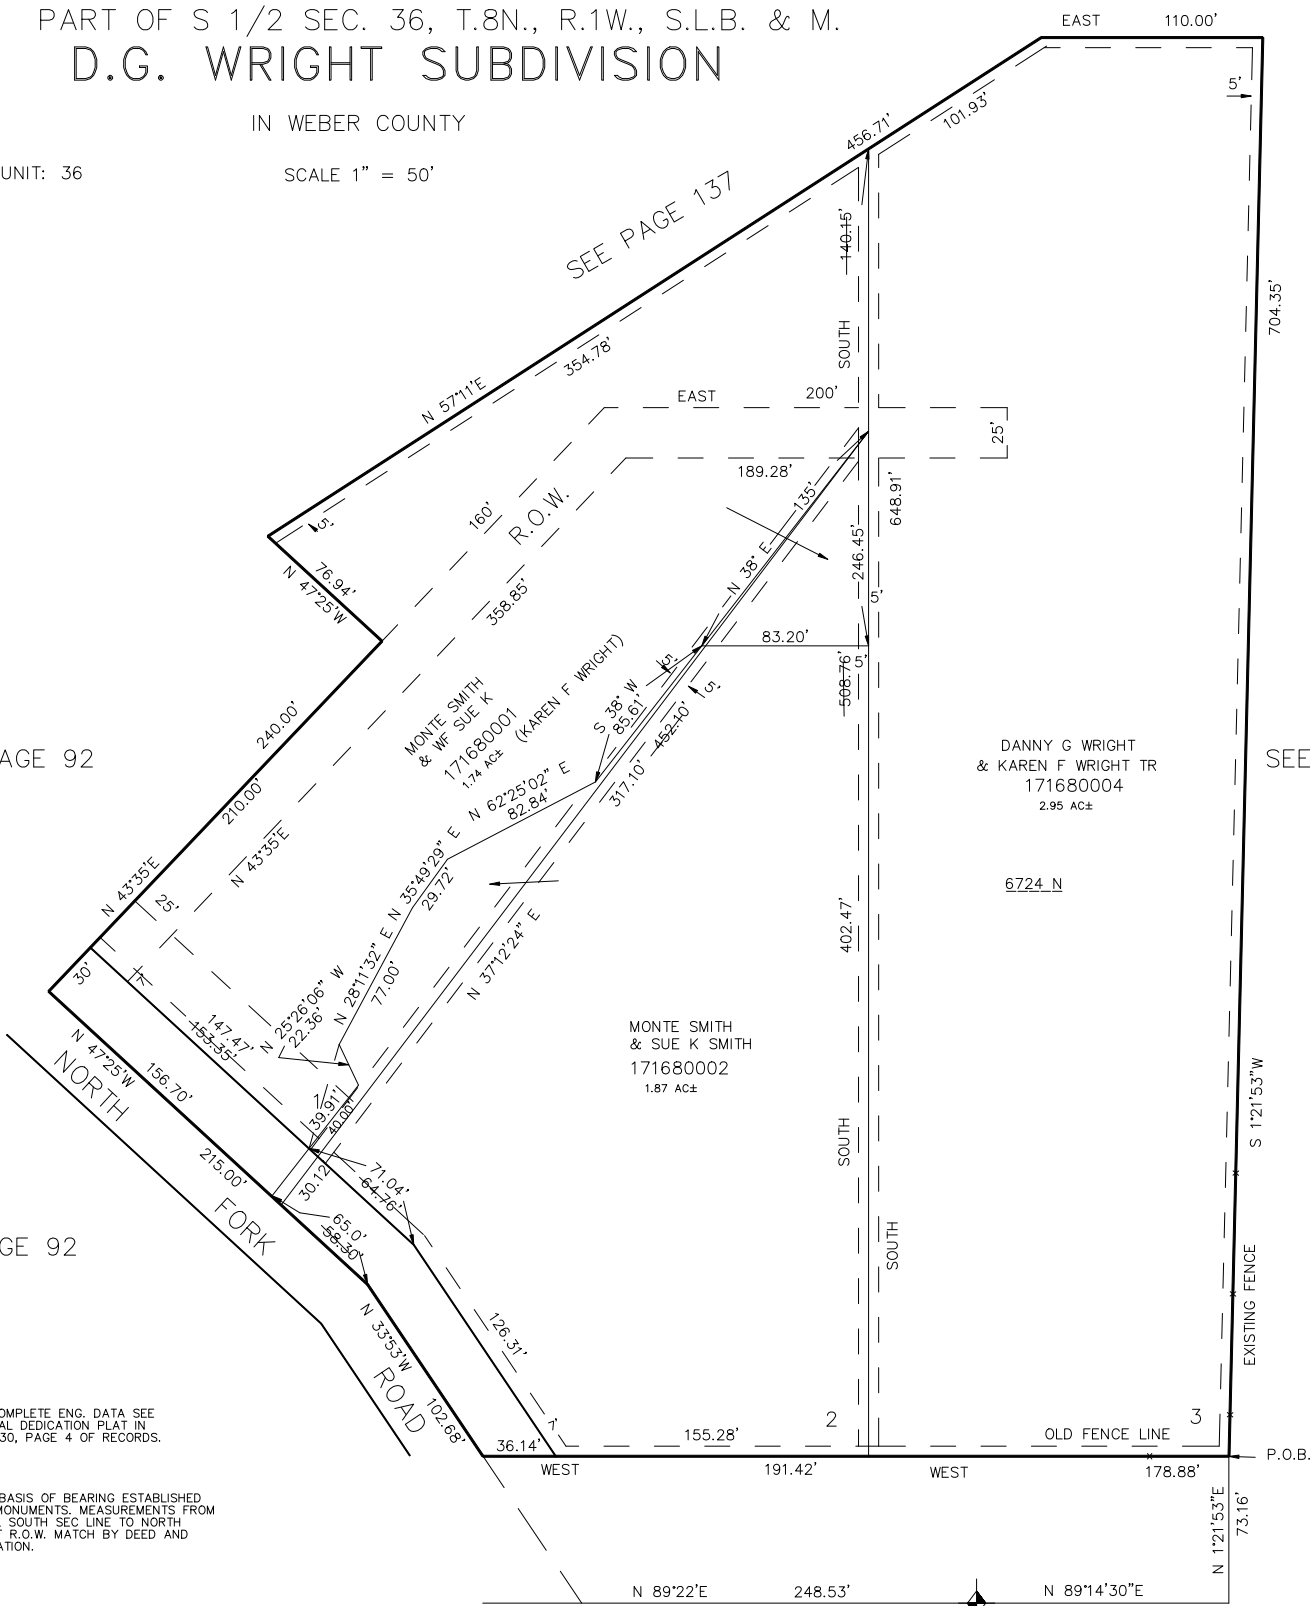 PART OF S 1/2 SEC. 36, T.8N., R.1W., S.L.B. & M.
D.G. WRIGHT SUBDIVISION
IN WEBER COUNTY
UNIT: 36
SCALE 1" = 50'
EAST 110.00'
5'
101.93'
456.71'
SEE PAGE 137
140.15'
704.35'
SOUTH
354.78'
N 57°11'E
EAST 200'
25'
189.28'
135'
648.91'
160'
R.O.W.
5'
246.45'
N 38° E
76.94'
N 47°25'W
358.85'
5'
83.20'
5'
508.76'
5'
5'
S 38° W
85.61'
452.10'
317.10'
MONTE SMITH
& WF SUE K
171680001
1.74 AC±
(KAREN F WRIGHT)
240.00'
210.00'
AGE 92
DANNY G WRIGHT
& KAREN F WRIGHT TR
171680004
2.95 AC±
SEE
6724 N
N 62°25'02" E
82.84'
N 35°49'29" E
29.72'
N 43°35'E
N 43°35'E
25'
30'
7'
N 28°11'32" E
77.00'
N 37°12'24" E
402.47'
N 25°26'06" W
22.36'
147.47'
153.35'
MONTE SMITH
& SUE K SMITH
171680002
1.87 AC±
N 47°25'W
156.70'
NORTH
FORK
ROAD
7'
39.91'
40.00'
S 1°21'53"W
SOUTH
215.00'
30.12'
71.04'
64.76'
65.0'
58.30'
GE 92
SOUTH
EXISTING FENCE
N 33°53'W
102.68'
126.31'
7'
OMPLETE ENG. DATA SEE
AL DEDICATION PLAT IN
30, PAGE 4 OF RECORDS.
2
3
36.14'
155.28'
OLD FENCE LINE
P.O.B.
WEST
191.42'
WEST
178.88'
BASIS OF BEARING ESTABLISHED
MONUMENTS. MEASUREMENTS FROM
SOUTH SEC LINE TO NORTH
R.O.W. MATCH BY DEED AND
ATION.
N 1°21'53"E
73.16'
N 89°22'E
248.53'
N 89°14'30"E